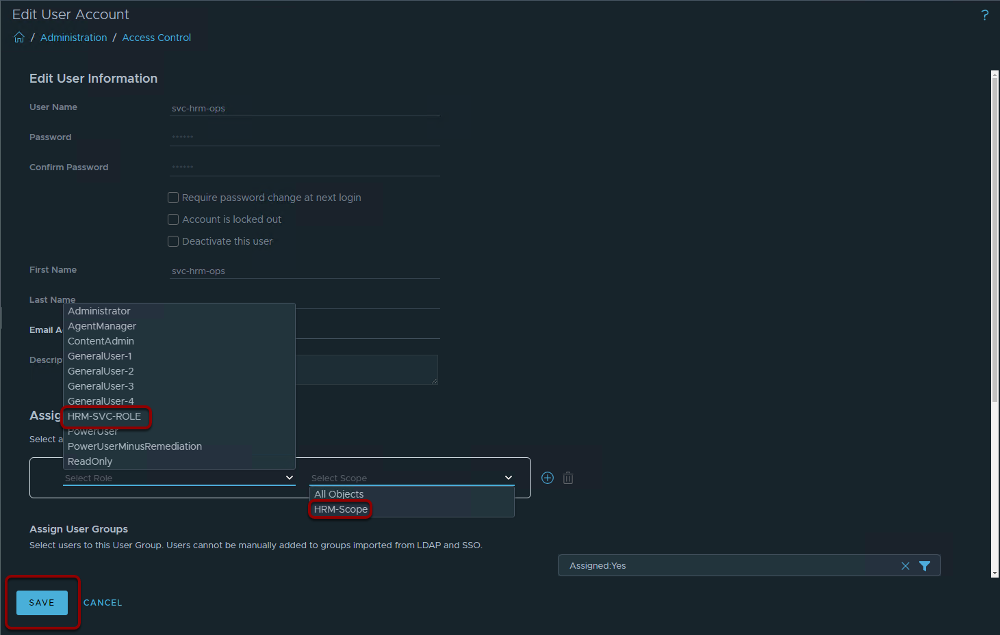 Edit User Account
?
/ Administration / Access Control
Edit User Information
User Name svc-hrm-ops
Password ••••••
Confirm Password ••••••
Require password change at next login
Account is locked out
Deactivate this user
First Name svc-hrm-ops
Last Name
Administrator
AgentManager
Email A
ContentAdmin
GeneralUser-1
Descrip
GeneralUser-2
GeneralUser-3
GeneralUser-4
Assig
HRM-SVC-ROLE
PowerUser
Select a
PowerUserMinusRemediation
ReadOnly
Select Role Select Scope
All Objects
HRM-Scope
Assign User Groups
Select users to this User Group. Users cannot be manually added to groups imported from LDAP and SSO.
Assigned:Yes
SAVE CANCEL